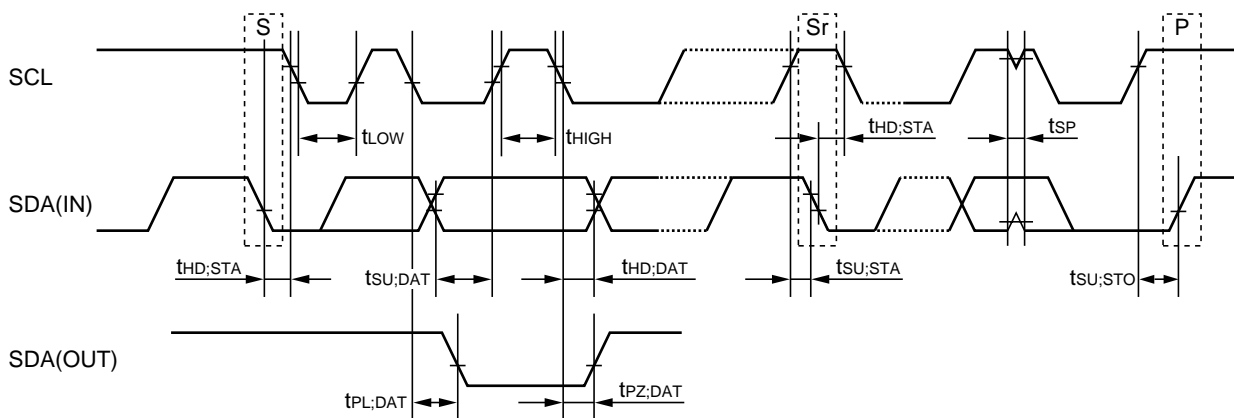 S Sr P
SCL
tLOW tHIGH tHD;STA tSP
SDA(IN)
tHD;STA tSU;DAT tHD;DAT tSU;STA tSU;STO
SDA(OUT)
tPL;DAT tPZ;DAT